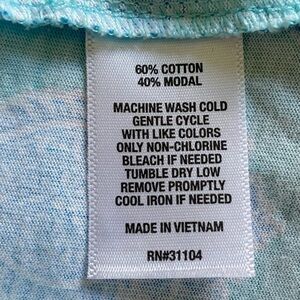 60% COTTON
40% MODAL
MACHINE WASH COLD
GENTLE CYCLE
WITH LIKE COLORS
ONLY NON-CHLORINE
BLEACH IF NEEDED
TUMBLE DRY LOW
REMOVE PROMPTLY
COOL IRON IF NEEDED
MADE IN VIETNAM
RN#31104